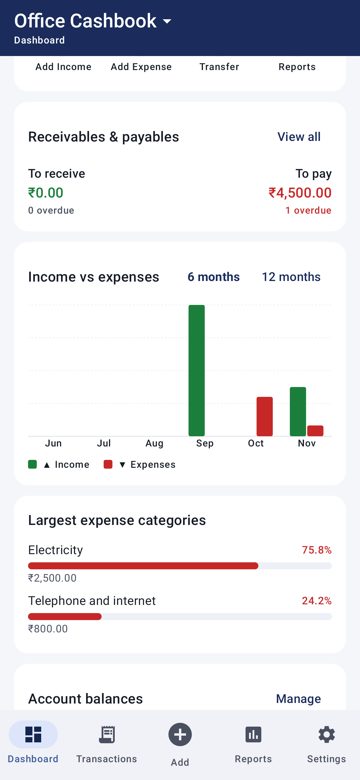 Office Cashbook
Dashboard
Add Income Add Expense Transfer Reports
Receivables & payables View all
To receive To pay
₹0.00 ₹4,500.00
0 overdue 1 overdue
Income vs expenses 6 months 12 months
Jun Jul Aug Sep Oct Nov
▲ Income ▼ Expenses
Largest expense categories
Electricity 75.8%
₹2,500.00
Telephone and internet 24.2%
₹800.00
Account balances Manage
Dashboard Transactions Add Reports Settings